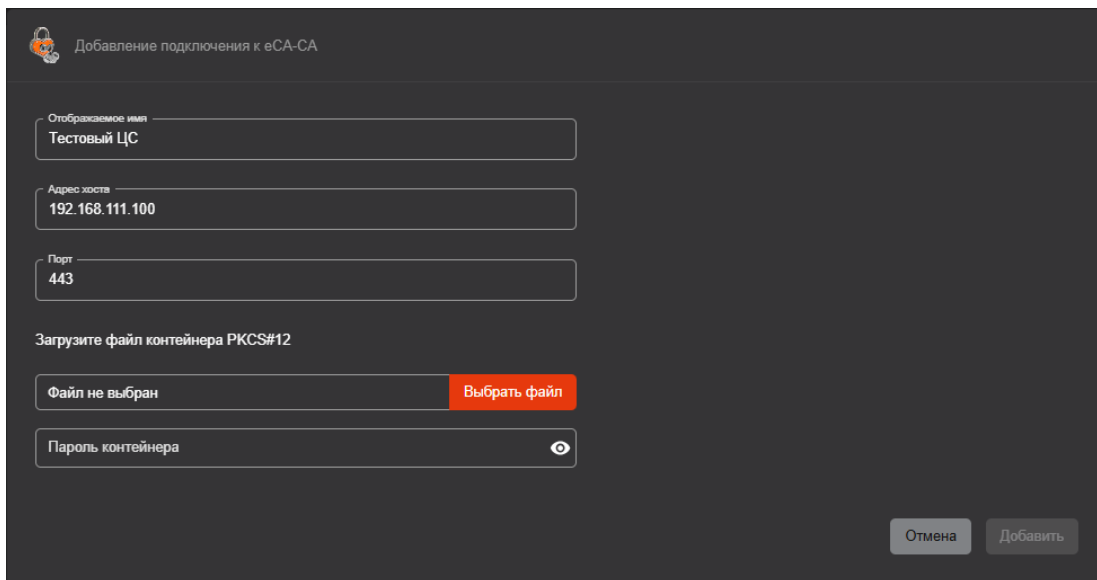 Добавление подключения к eCA-CA
Отображаемое имя
Тестовый ЦС
Адрес хоста
192.168.111.100
Порт
443
Загрузите файл контейнера PKCS#12
Файл не выбран
Выбрать файл
Пароль контейнера
Отмена
Добавить